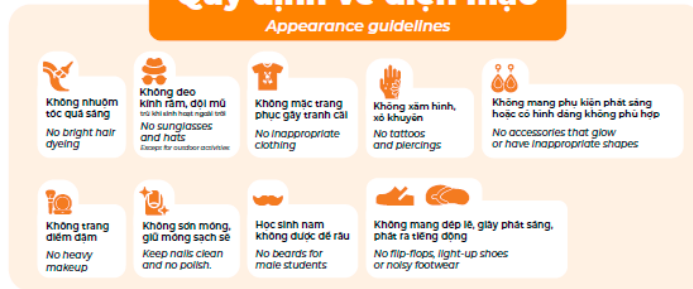 Quy định về diện mạo
Appearance guidelines
Không nhuộm
tóc quá sáng
No bright hair
dyeing
Không đeo
kính râm, đội mũ
trừ khi sinh hoạt ngoài trời
No sunglasses
and hats
Except for outdoor activities
Không mặc trang
phục gây tranh cãi
No inappropriate
clothing
Không xăm hình,
xỏ khuyên
No tattoos
and piercings
Không mang phụ kiện phát sáng
hoặc có hình dáng không phù hợp
No accessories that glow
or have inappropriate shapes
Không trang
điểm đậm
No heavy
makeup
Không sơn móng,
giữ móng sạch sẽ
Keep nails clean
and no polish.
Học sinh nam
không được để râu
No beards for
male students
Không mang dép lê, giày phát sáng,
phát ra tiếng động
No flip-flops, light-up shoes
or noisy footwear